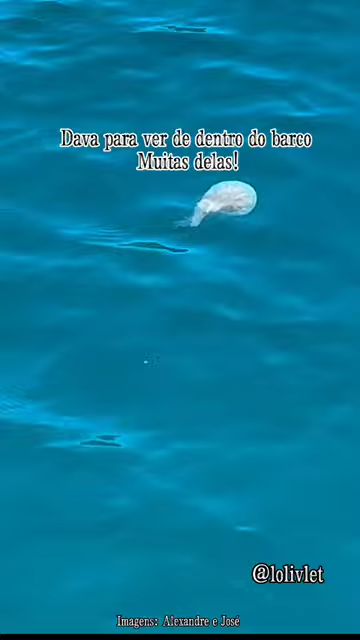 Dava para ver de dentro do barco
Muitas delas!
@lolivlet
Imagens: Alexandre e José